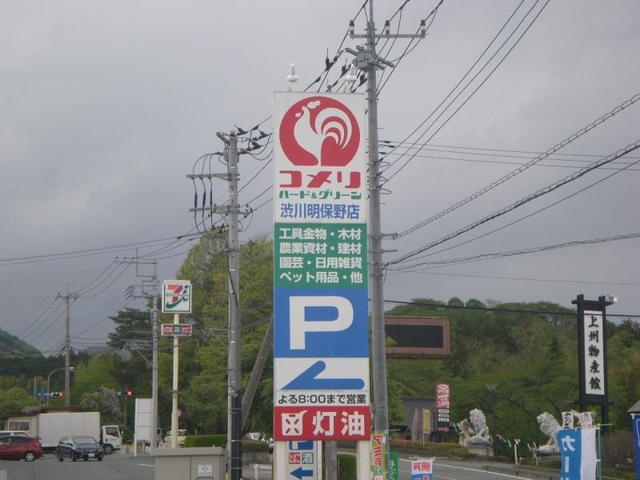 コメリ
ハード&グリーン
渋川明保野店
工具金物・木材
農業資材・建材
園芸・日用雑貨
ペット用品・他
P
よる8:00まで営業
灯油
7
上州物産館